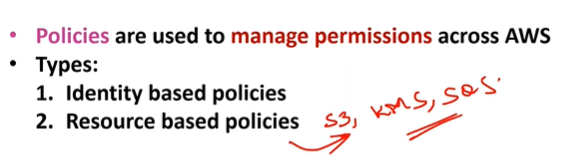 • Policies are used to manage permissions across AWS
• Types:
1. Identity based policies
2. Resource based policies S3, KMS, SQS.